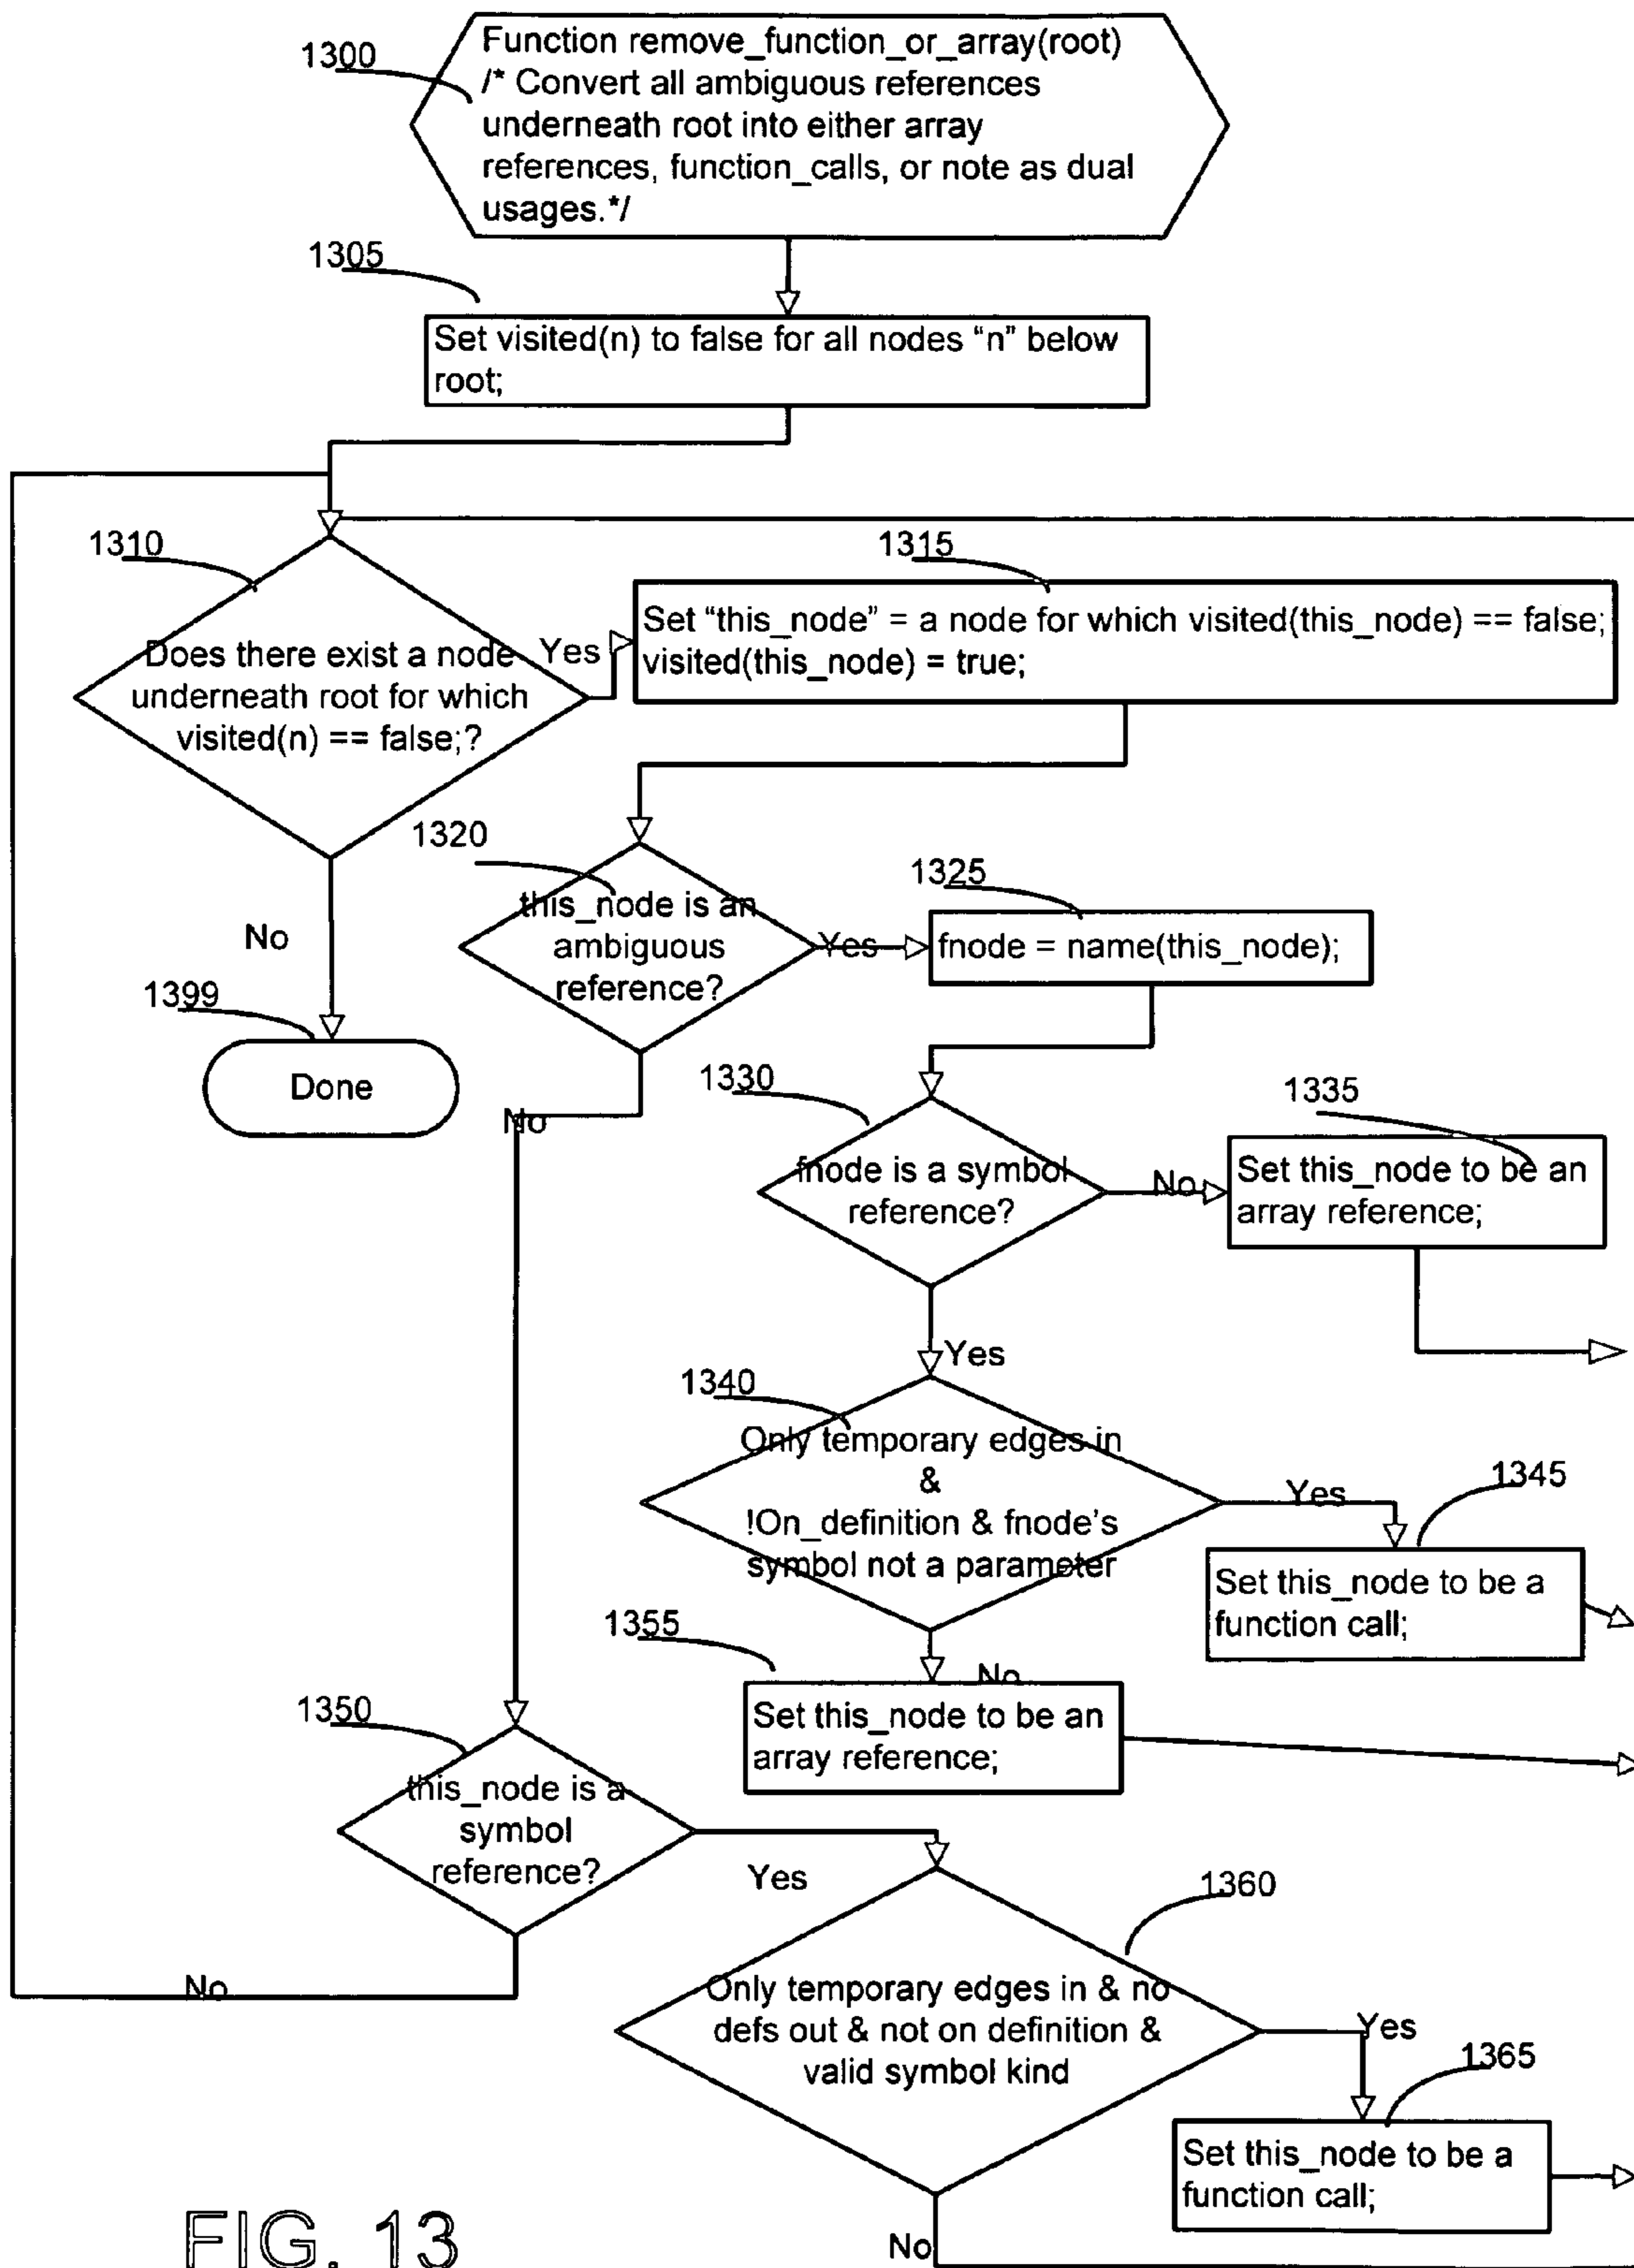 1300
Function remove_function_or_array(root)
/* Convert all ambiguous references
underneath root into either array
references, function_calls, or note as dual
usages.*/
1305
Set visited(n) to false for all nodes “n” below
root;
1310
Does there exist a node
underneath root for which
visited(n) == false;?
Yes
1315
Set “this_node” = a node for which visited(this_node) == false;
visited(this_node) = true;
No
1399
Done
1320
this_node is an
ambiguous
reference?
Yes
1325
fnode = name(this_node);
No
1330
fnode is a symbol
reference?
No
1335
Set this_node to be an
array reference;
Yes
1340
Only temporary edges in
&
!On_definition & fnode’s
symbol not a parameter
Yes
1345
Set this_node to be a
function call;
No
1355
Set this_node to be an
array reference;
1350
this_node is a
symbol
reference?
Yes
No
1360
Only temporary edges in & no
defs out & not on definition &
valid symbol kind
Yes
1365
Set this_node to be a
function call;
No
FIG. 13